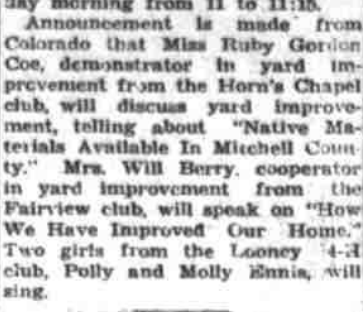 day morning from 11 to 11:15.
Announcement is made from
Colorado that Miss Ruby Gordon
Coe, demonstrator in yard im-
provement from the Horn's Chapel
club, will discuss yard improve-
ment, telling about "Native Ma-
terials Available In Mitchell Coun-
ty." Mrs. Will Berry, cooperator
in yard improvement from the
Fairview club, will speak on "How
We Have Improved Our Home."
Two girls from the Looney 4-H
club, Polly and Molly Ennis, will
sing.